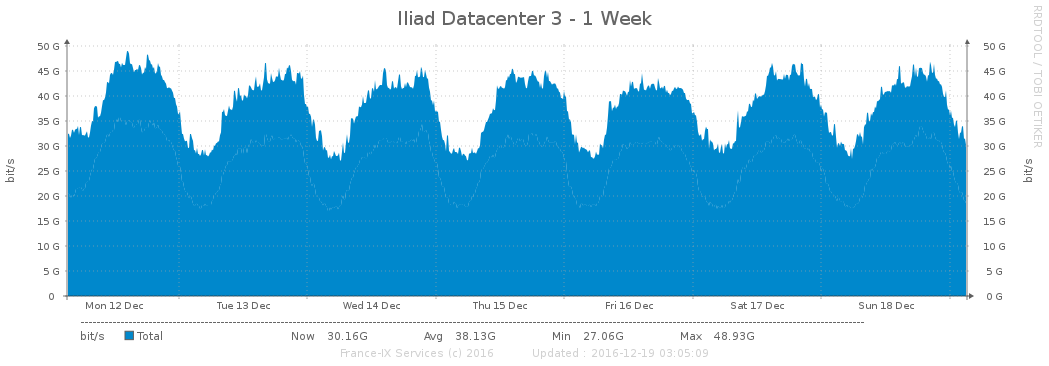 Iliad Datacenter 3 - 1 Week
RRDTOOL / TOBI OETIKER
bit/s
50 G
45 G
40 G
35 G
30 G
25 G
20 G
15 G
10 G
5 G
0
50 G
45 G
40 G
35 G
30 G
25 G
20 G
15 G
10 G
5 G
0 G
bit/s
Mon 12 Dec Tue 13 Dec Wed 14 Dec Thu 15 Dec Fri 16 Dec Sat 17 Dec Sun 18 Dec
bit/s Total Now 30.16G Avg 38.13G Min 27.06G Max 48.93G
France-IX Services (c) 2016 Updated : 2016-12-19 03:05:09